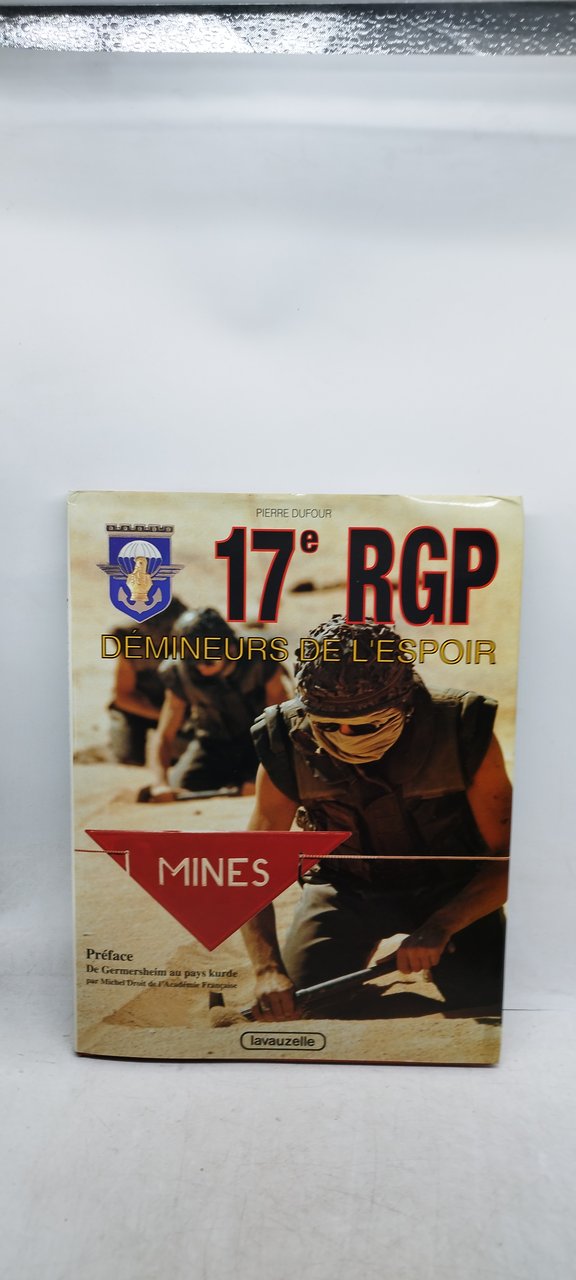 PIERRE DUFOUR
17e RGP
DÉMINEURS DE L'ESPOIR
MINES
Préface
De Germersheim au pays kurde
par Michel Droit de l'Académie Française
lavauzelle